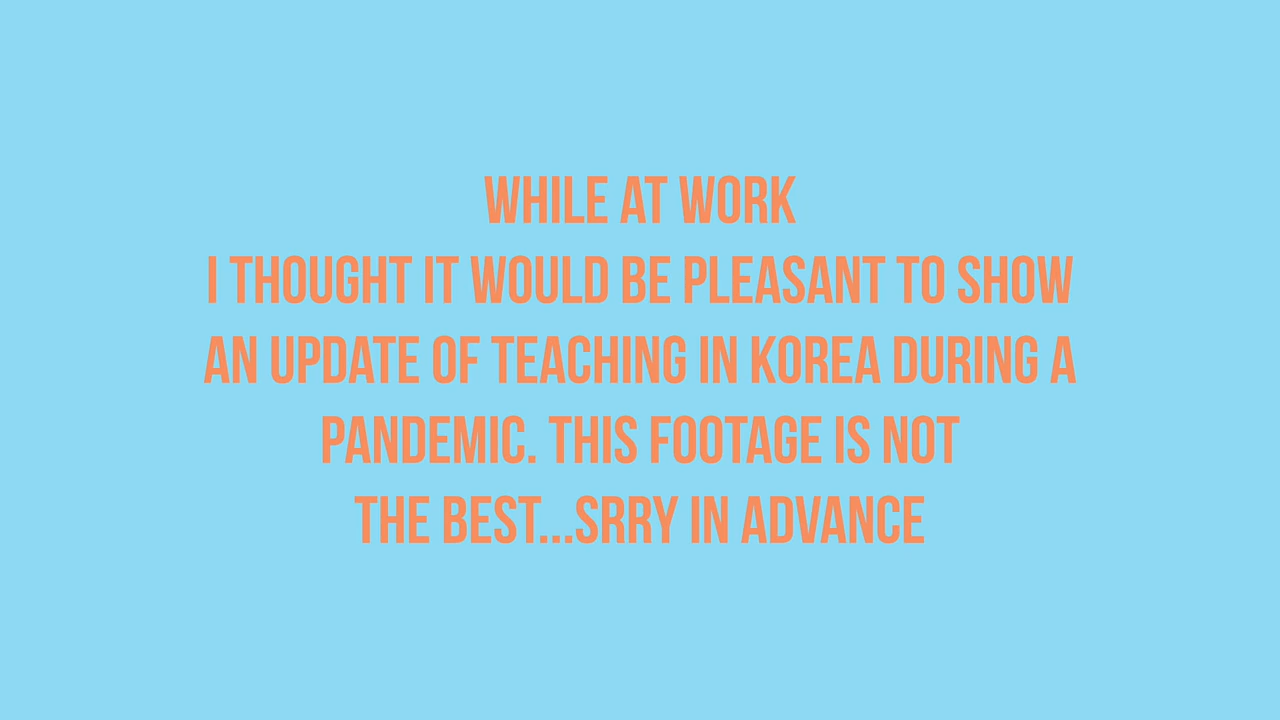 WHILE AT WORK
I THOUGHT IT WOULD BE PLEASANT TO SHOW
AN UPDATE OF TEACHING IN KOREA DURING A
PANDEMIC. THIS FOOTAGE IS NOT
THE BEST...SRRY IN ADVANCE